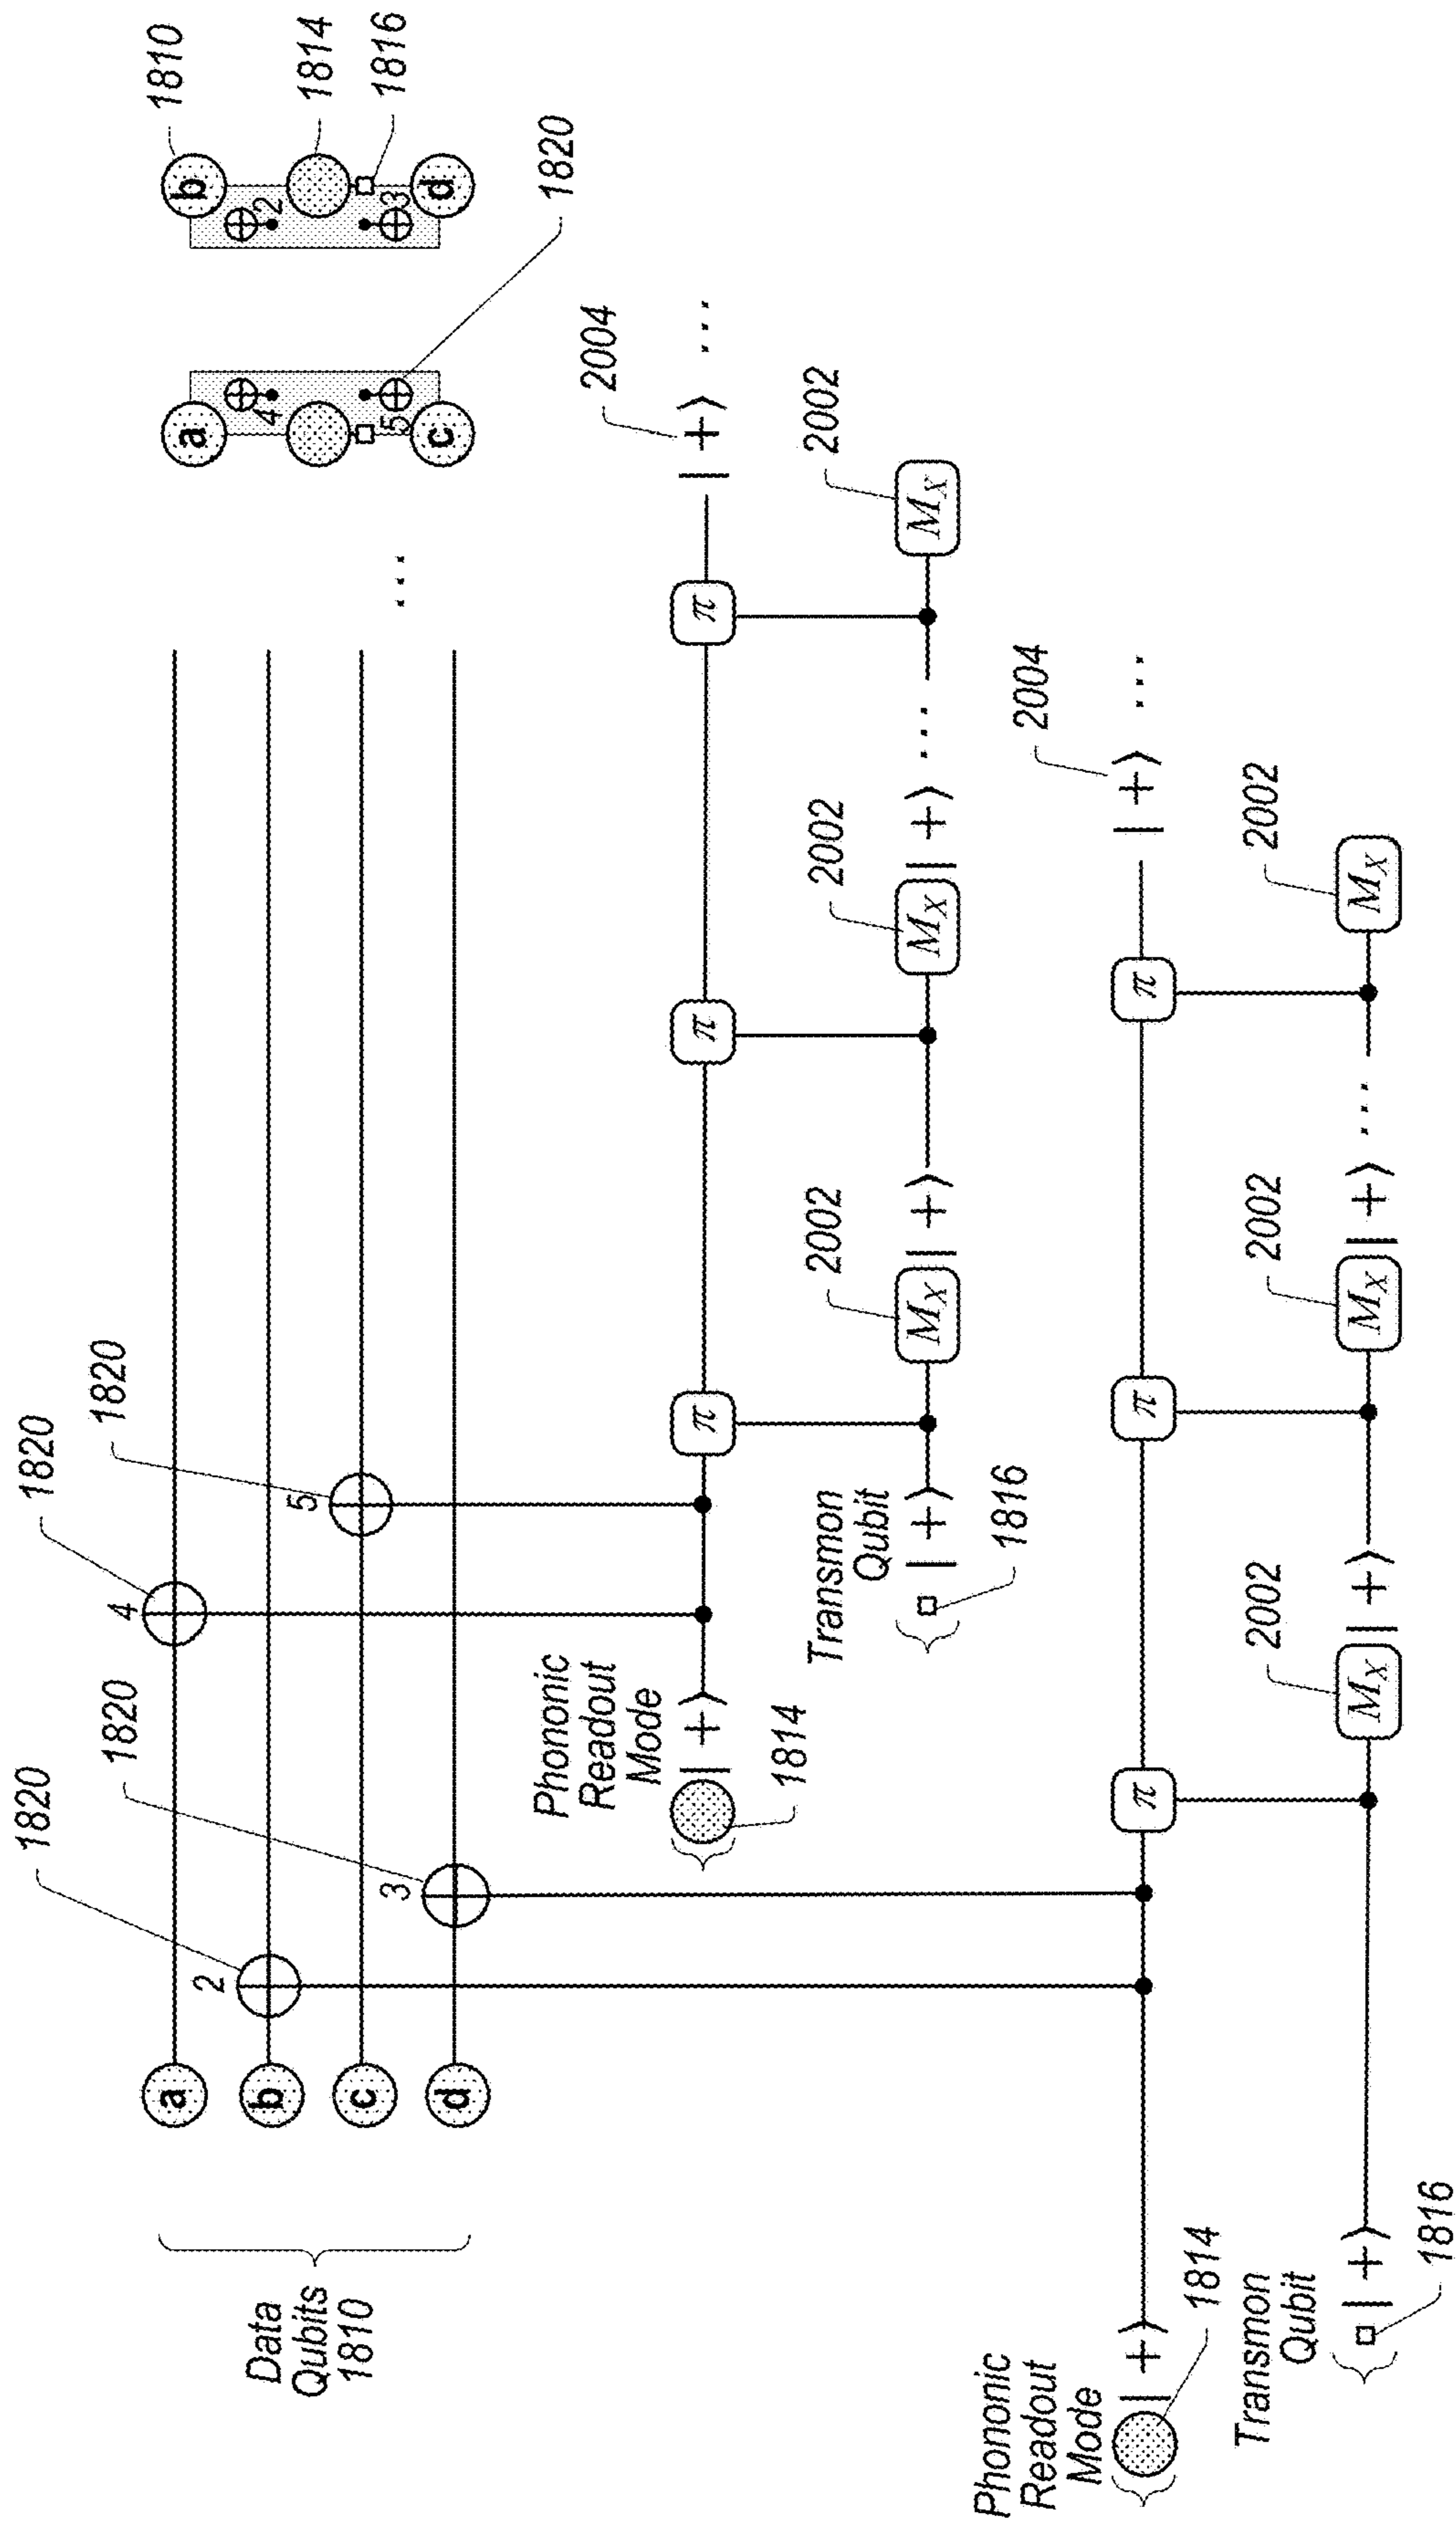 1820
1820
1820
1820
2
3
4
5
a
b
c
d
Data
Qubits
1810
...
a
b
c
d
4
5
2
3
1810
1814
1816
1820
Phononic
Readout
Mode
|+⟩
1814
π
π
π
|+⟩ ...
2004
Transmon
Qubit
|+⟩
1816
M_X |+⟩
2002
M_X |+⟩ ...
2002
M_X
2002
Phononic
Readout
Mode
|+⟩
1814
π
π
π
|+⟩ ...
2004
Transmon
Qubit
|+⟩
1816
M_X |+⟩
2002
M_X |+⟩ ...
2002
M_X
2002